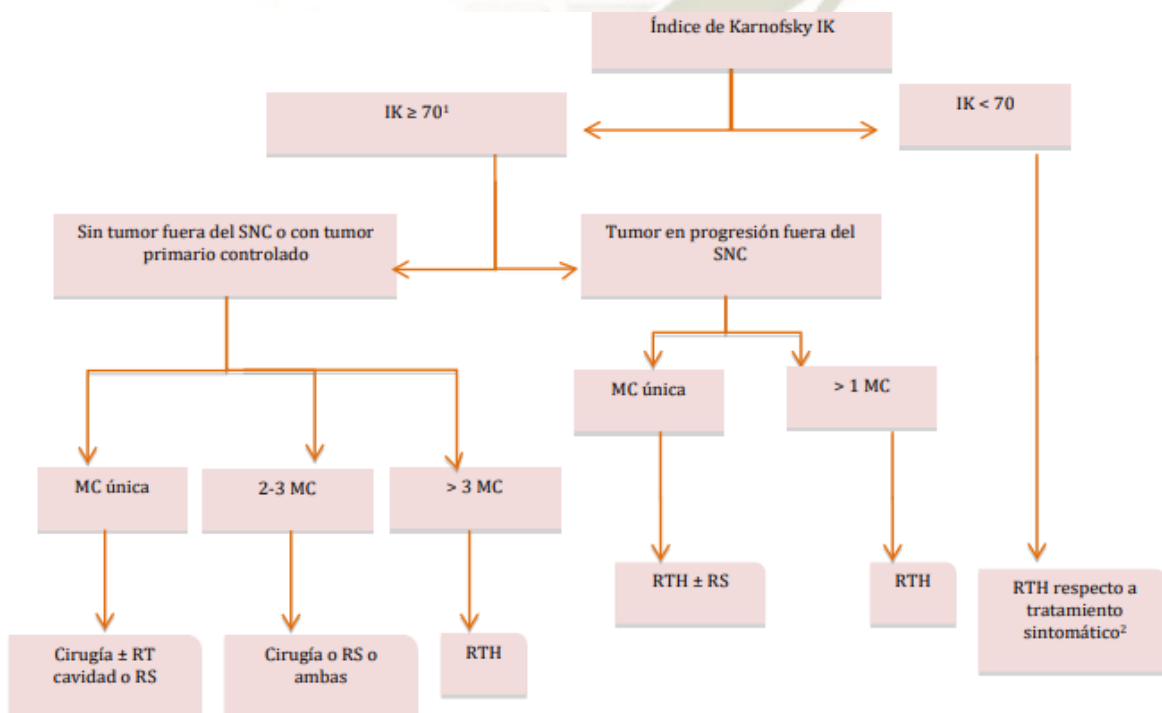 Índice de Karnofsky IK
IK ≥ 70¹
IK < 70
Sin tumor fuera del SNC o con tumor
primario controlado
Tumor en progresión fuera del
SNC
MC única
> 1 MC
MC única
2-3 MC
> 3 MC
RTH ± RS
RTH
RTH respecto a
tratamiento
sintomático²
Cirugía ± RT
cavidad o RS
Cirugía o RS o
ambas
RTH